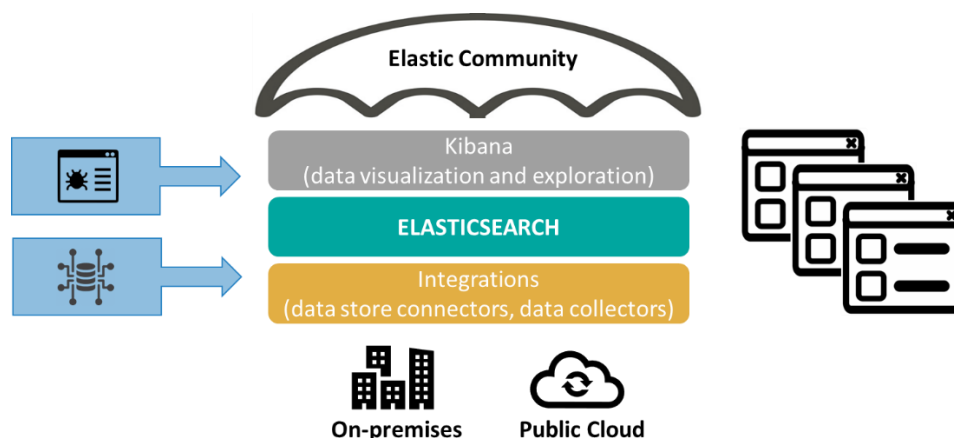 Elastic Community
Kibana
(data visualization and exploration)
ELASTICSEARCH
Integrations
(data store connectors, data collectors)
On-premises
Public Cloud